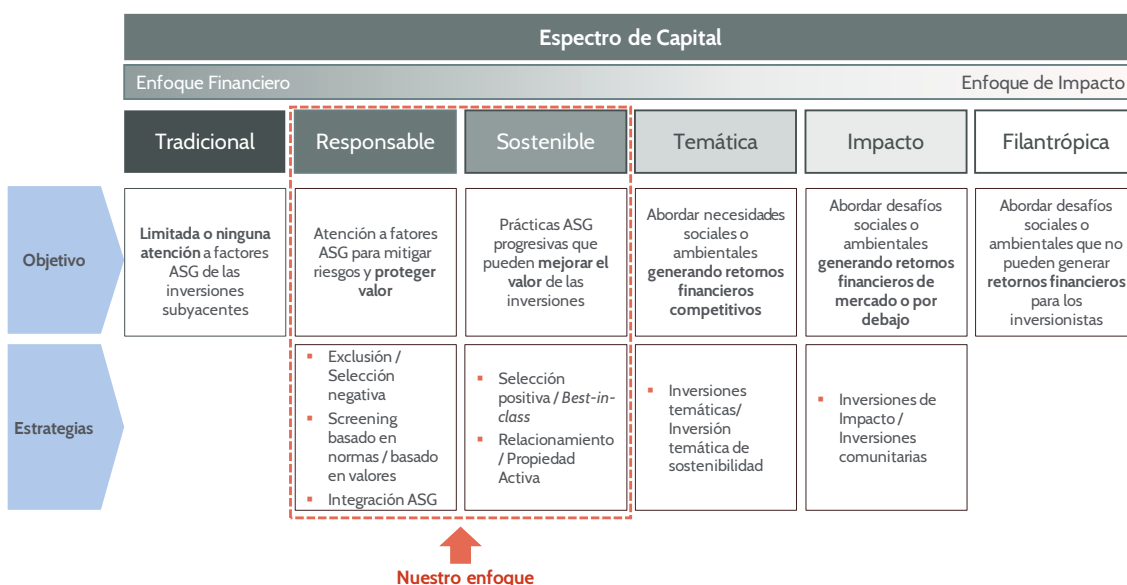 Espectro de Capital
Enfoque Financiero
Enfoque de Impacto
Tradicional
Responsable
Sostenible
Temática
Impacto
Filantrópica
Objetivo
Limitada o ninguna
atención a factores
ASG de las
inversiones
subyacentes
Atención a fatores
ASG para mitigar
riesgos y proteger
valor
Prácticas ASG
progresivas que
pueden mejorar el
valor de las
inversiones
Abordar necesidades
sociales o
ambientales
generando retornos
financieros
competitivos
Abordar desafíos
sociales o
ambientales
generando retornos
financieros de
mercado o por
debajo
Abordar desafíos
sociales o
ambientales que no
pueden generar
retornos financieros
para los
inversionistas
Estrategias
▪ Exclusión /
Selección
negativa
▪ Screening
basado en
normas / basado
en valores
▪ Integración ASG
▪ Selección
positiva / Best-in-
class
▪ Relacionamiento
/ Propiedad
Activa
▪ Inversiones
temáticas/
Inversión
temática de
sostenibilidad
▪ Inversiones de
Impacto /
Inversiones
comunitarias
Nuestro enfoque